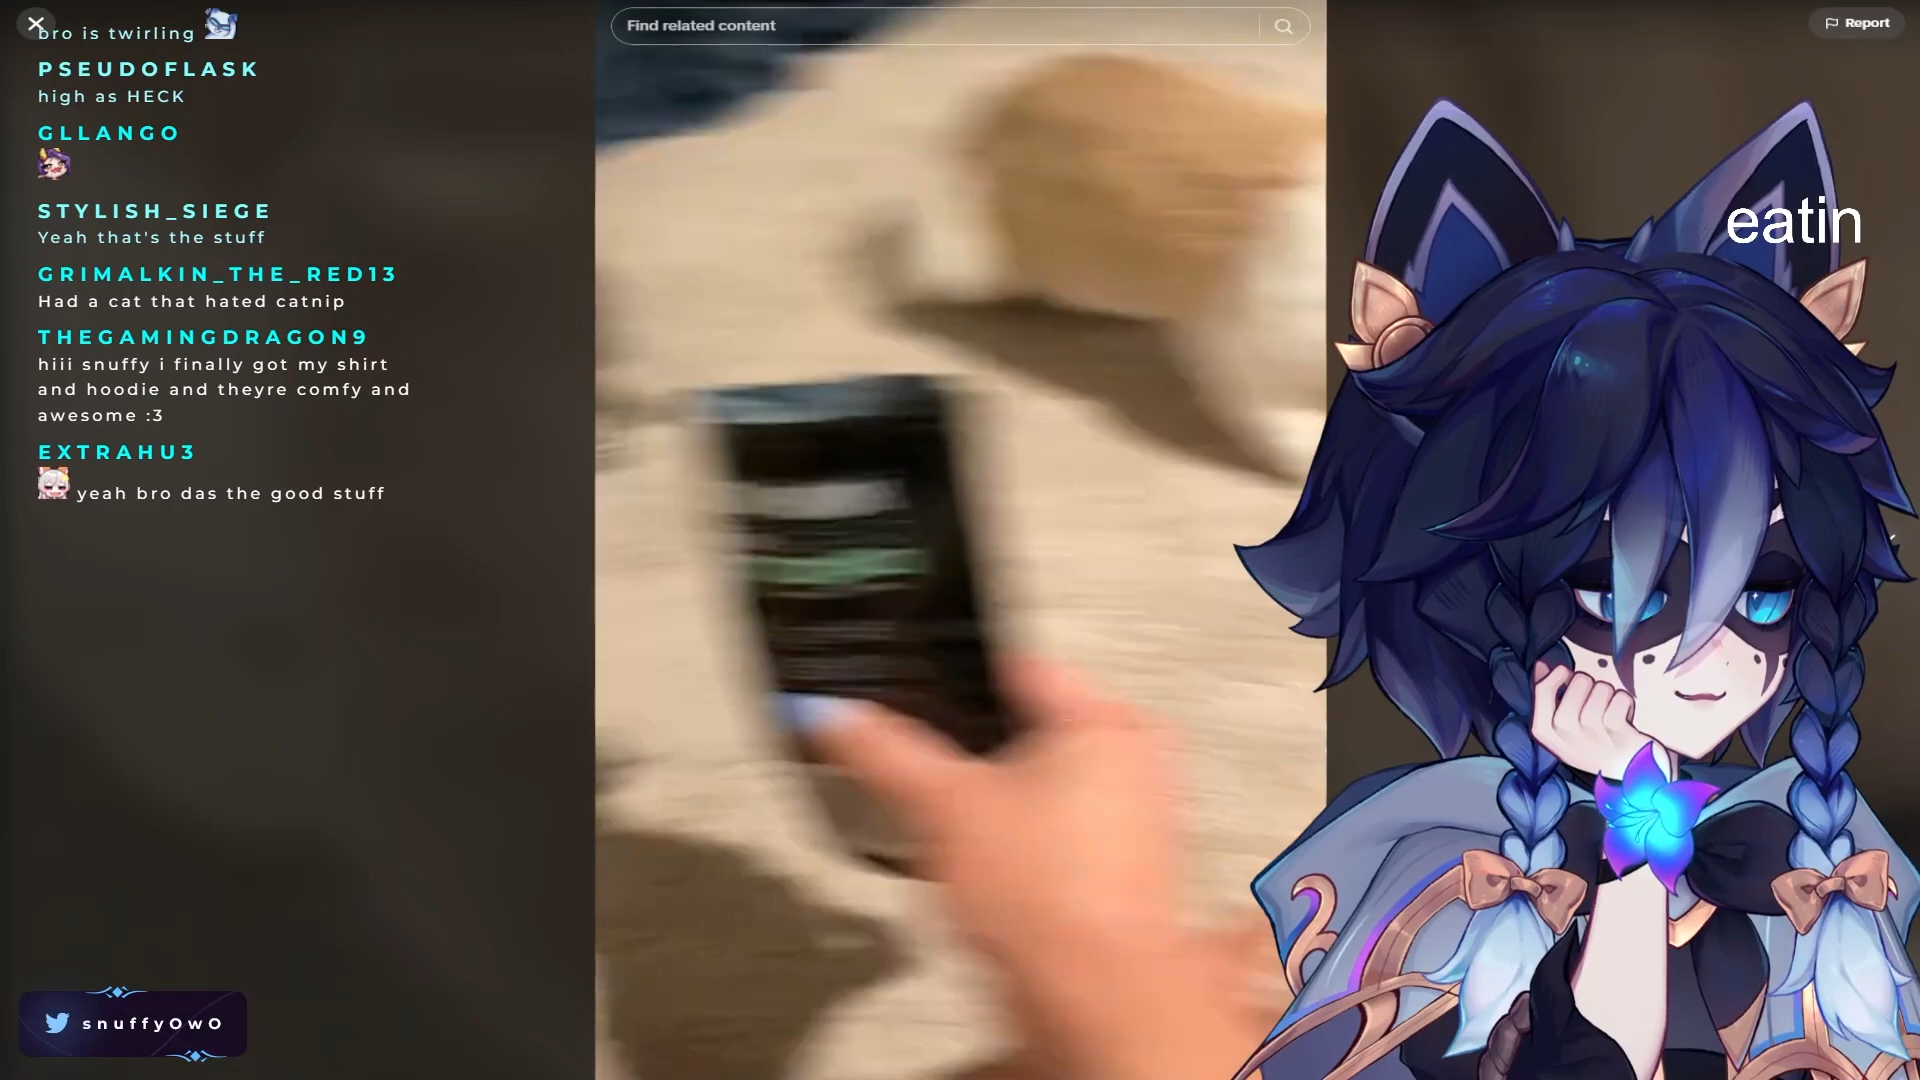 bro is twirling
PSEUDOFLASK
high as HECK
GLLANGO
STYLISH_SIEGE
Yeah that's the stuff
GRIMALKIN_THE_RED13
Had a cat that hated catnip
THEGAMINGDRAGON9
hiii snuffy i finally got my shirt
and hoodie and theyre comfy and
awesome :3
EXTRAHU3
yeah bro das the good stuff
snuffyOwO
Find related content
Report
eatin